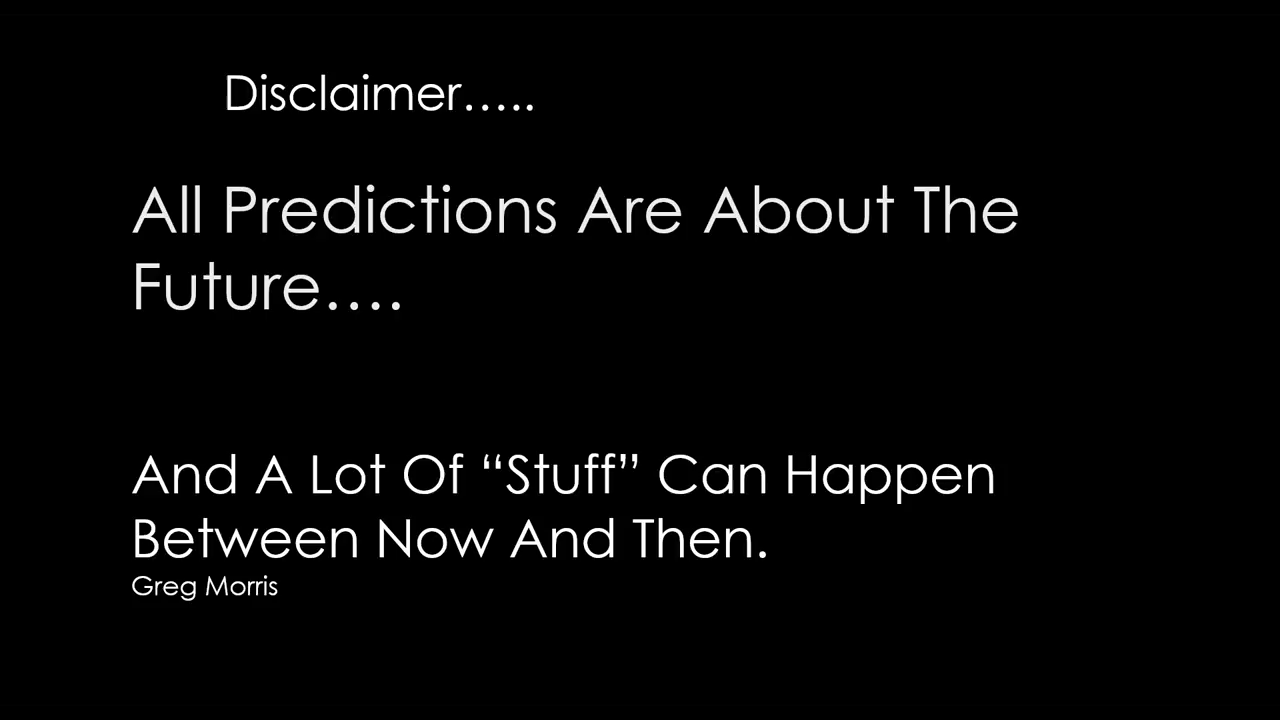 Disclaimer.....
All Predictions Are About The
Future....
And A Lot Of “Stuff” Can Happen
Between Now And Then.
Greg Morris